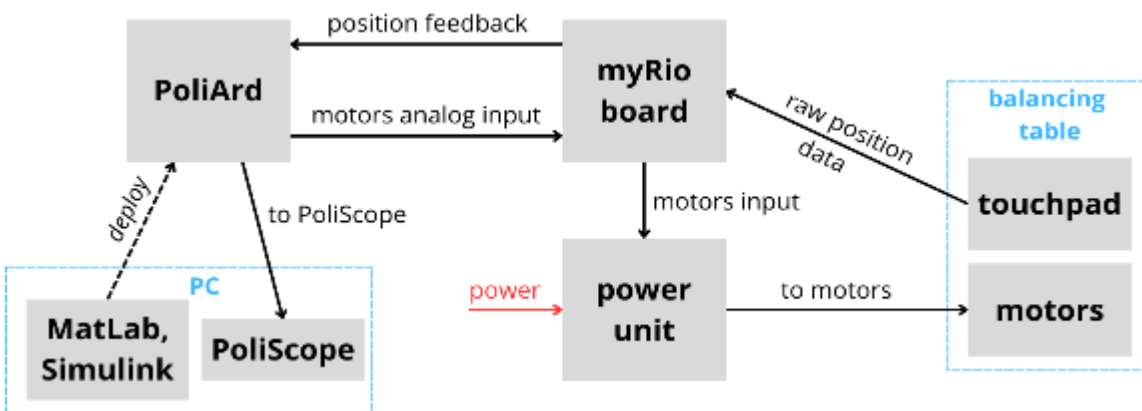 position feedback
PoliArd
myRio
board
motors analog input
balancing
table
raw position
data
touchpad
deploy
to PoliScope
motors input
PC
MatLab,
Simulink
PoliScope
power
power
unit
to motors
motors